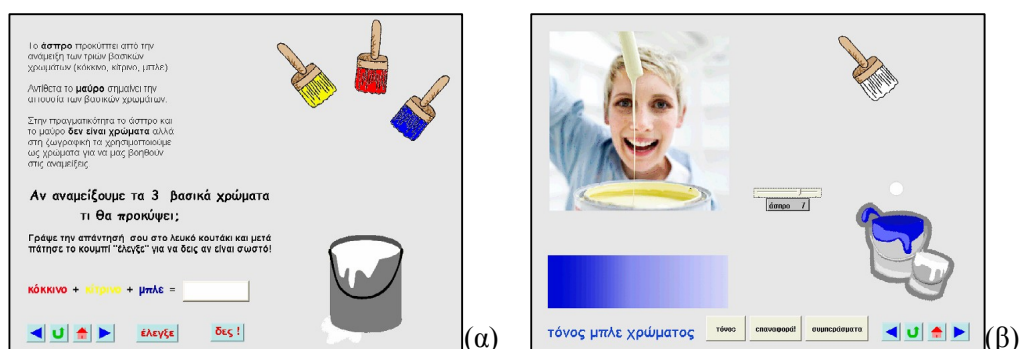 Το άσπρο προκύπτει από την
ανάμειξη των τριών βασικών
χρωμάτων (κόκκινο, κίτρινο, μπλε)
Αντίθετα το μαύρο σημαίνει την
απουσία των βασικών χρωμάτων.
Στην πραγματικότητα το άσπρο και
το μαύρο δεν είναι χρώματα αλλά
στη ζωγραφική τα χρησιμοποιούμε
ως χρώματα για να μας βοηθούν
στις αναμείξεις
Αν αναμείξουμε τα 3 βασικά χρώματα
τι θα προκύψει;
Γράψε την απάντησή σου στο λευκό κουτάκι και μετά
πάτησε το κουμπί "έλεγξε" για να δεις αν είναι σωστό!
κόκκινο + κίτρινο + μπλε =
έλεγξε
δες !
(α)
άσπρο 7
τόνος μπλε χρώματος
τόνος
επαναφορά!
συμπεράσματα
(β)